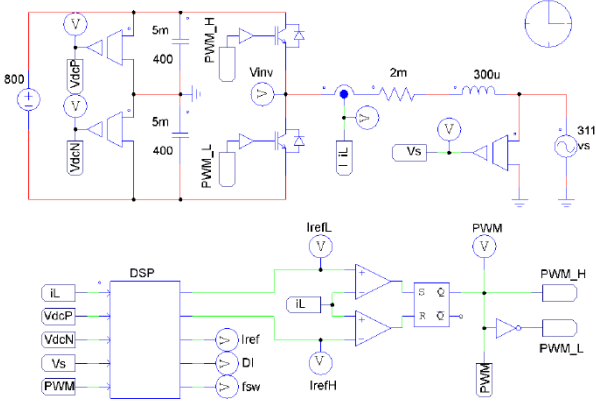 V
5m
400
VdcP
800
V
5m
400
VdcN
PWM_H
Vinv
V
PWM_L
2m
300u
V
I_iL
Vs
V
311
vs
DSP
iL
VdcP
VdcN
Vs
PWM
V
Iref
V
DI
V
fsw
IrefL
V
iL
V
IrefH
S
Q
R
Q
PWM
V
PWM_H
PWM_L
PWM